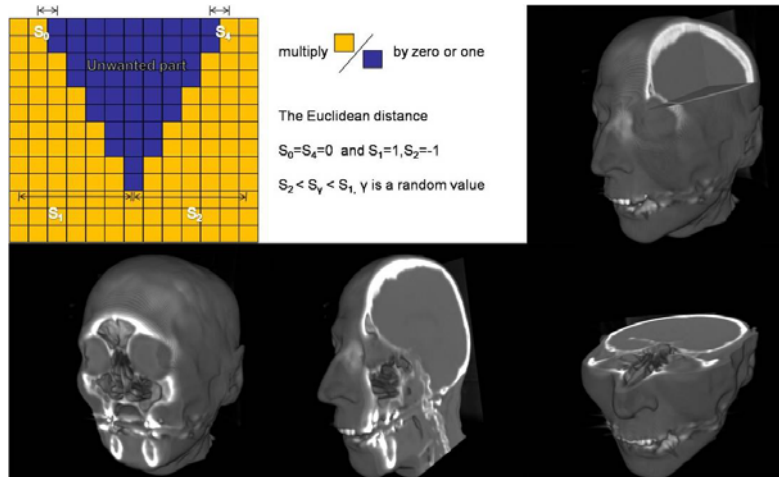 S₀
S₄
Unwanted part
S₁
S₂
multiply / by zero or one
The Euclidean distance
S₀=S₄=0 and S₁=1,S₂=-1
S₂ < Sγ < S₁, γ is a random value